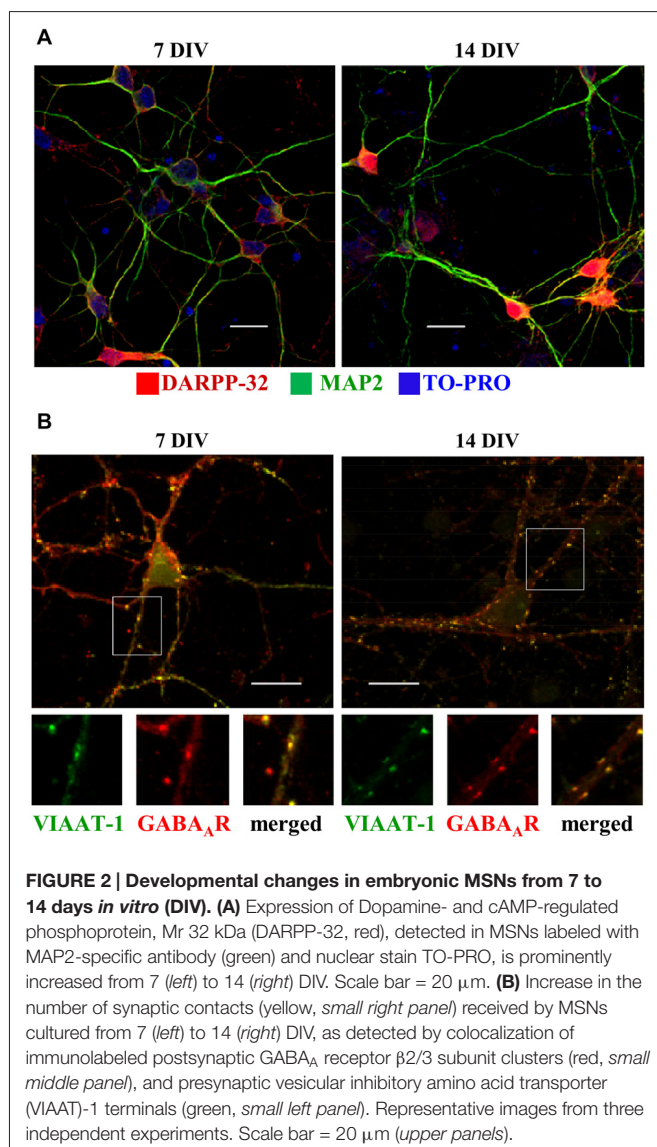 A
7 DIV 14 DIV
DARPP-32 MAP2 TO-PRO
B
7 DIV 14 DIV
VIAAT-1 GABA_AR merged VIAAT-1 GABA_AR merged
FIGURE 2 | Developmental changes in embryonic MSNs from 7 to
14 days in vitro (DIV). (A) Expression of Dopamine- and cAMP-regulated
phosphoprotein, Mr 32 kDa (DARPP-32, red), detected in MSNs labeled with
MAP2-specific antibody (green) and nuclear stain TO-PRO, is prominently
increased from 7 (left) to 14 (right) DIV. Scale bar = 20 μm. (B) Increase in the
number of synaptic contacts (yellow, small right panel) received by MSNs
cultured from 7 (left) to 14 (right) DIV, as detected by colocalization of
immunolabeled postsynaptic GABA_A receptor β2/3 subunit clusters (red, small
middle panel), and presynaptic vesicular inhibitory amino acid transporter
(VIAAT)-1 terminals (green, small left panel). Representative images from three
independent experiments. Scale bar = 20 μm (upper panels).